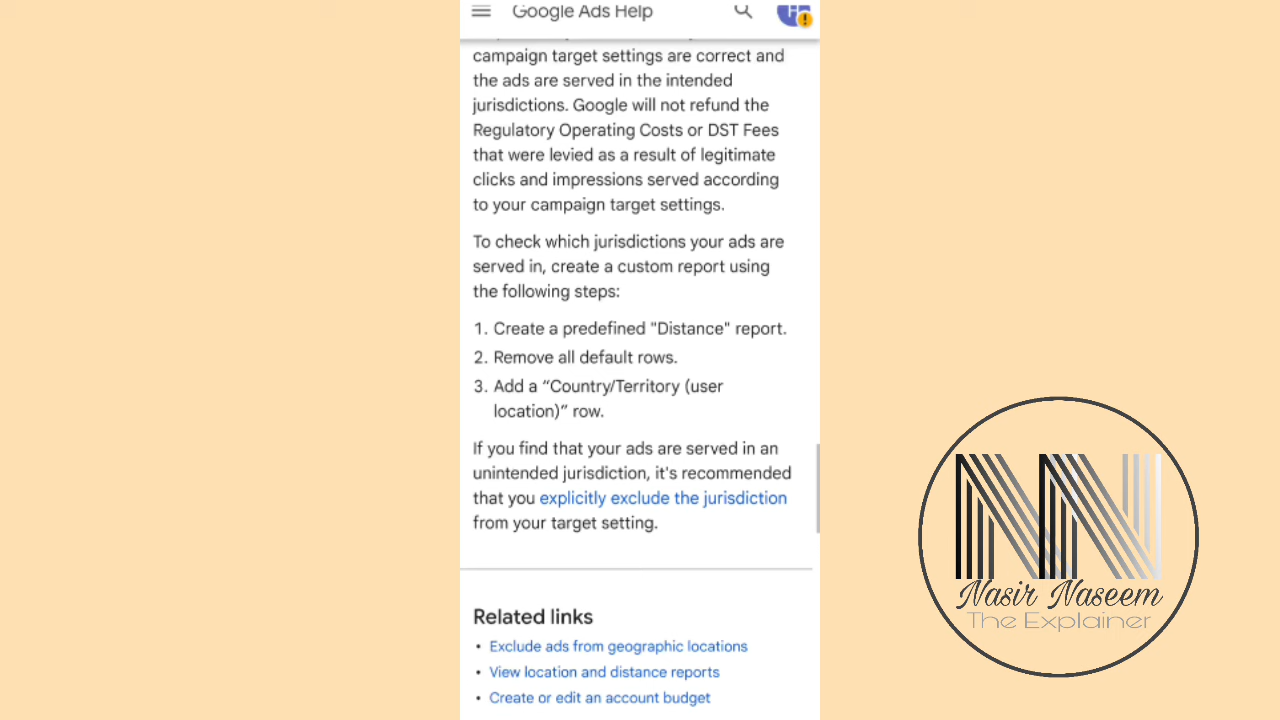 Google Ads Help
campaign target settings are correct and
the ads are served in the intended
jurisdictions. Google will not refund the
Regulatory Operating Costs or DST Fees
that were levied as a result of legitimate
clicks and impressions served according
to your campaign target settings.
To check which jurisdictions your ads are
served in, create a custom report using
the following steps:
1. Create a predefined "Distance" report.
2. Remove all default rows.
3. Add a “Country/Territory (user
location)” row.
If you find that your ads are served in an
unintended jurisdiction, it's recommended
that you explicitly exclude the jurisdiction
from your target setting.
Related links
• Exclude ads from geographic locations
• View location and distance reports
• Create or edit an account budget
NN
Nasir Naseem
The Explainer